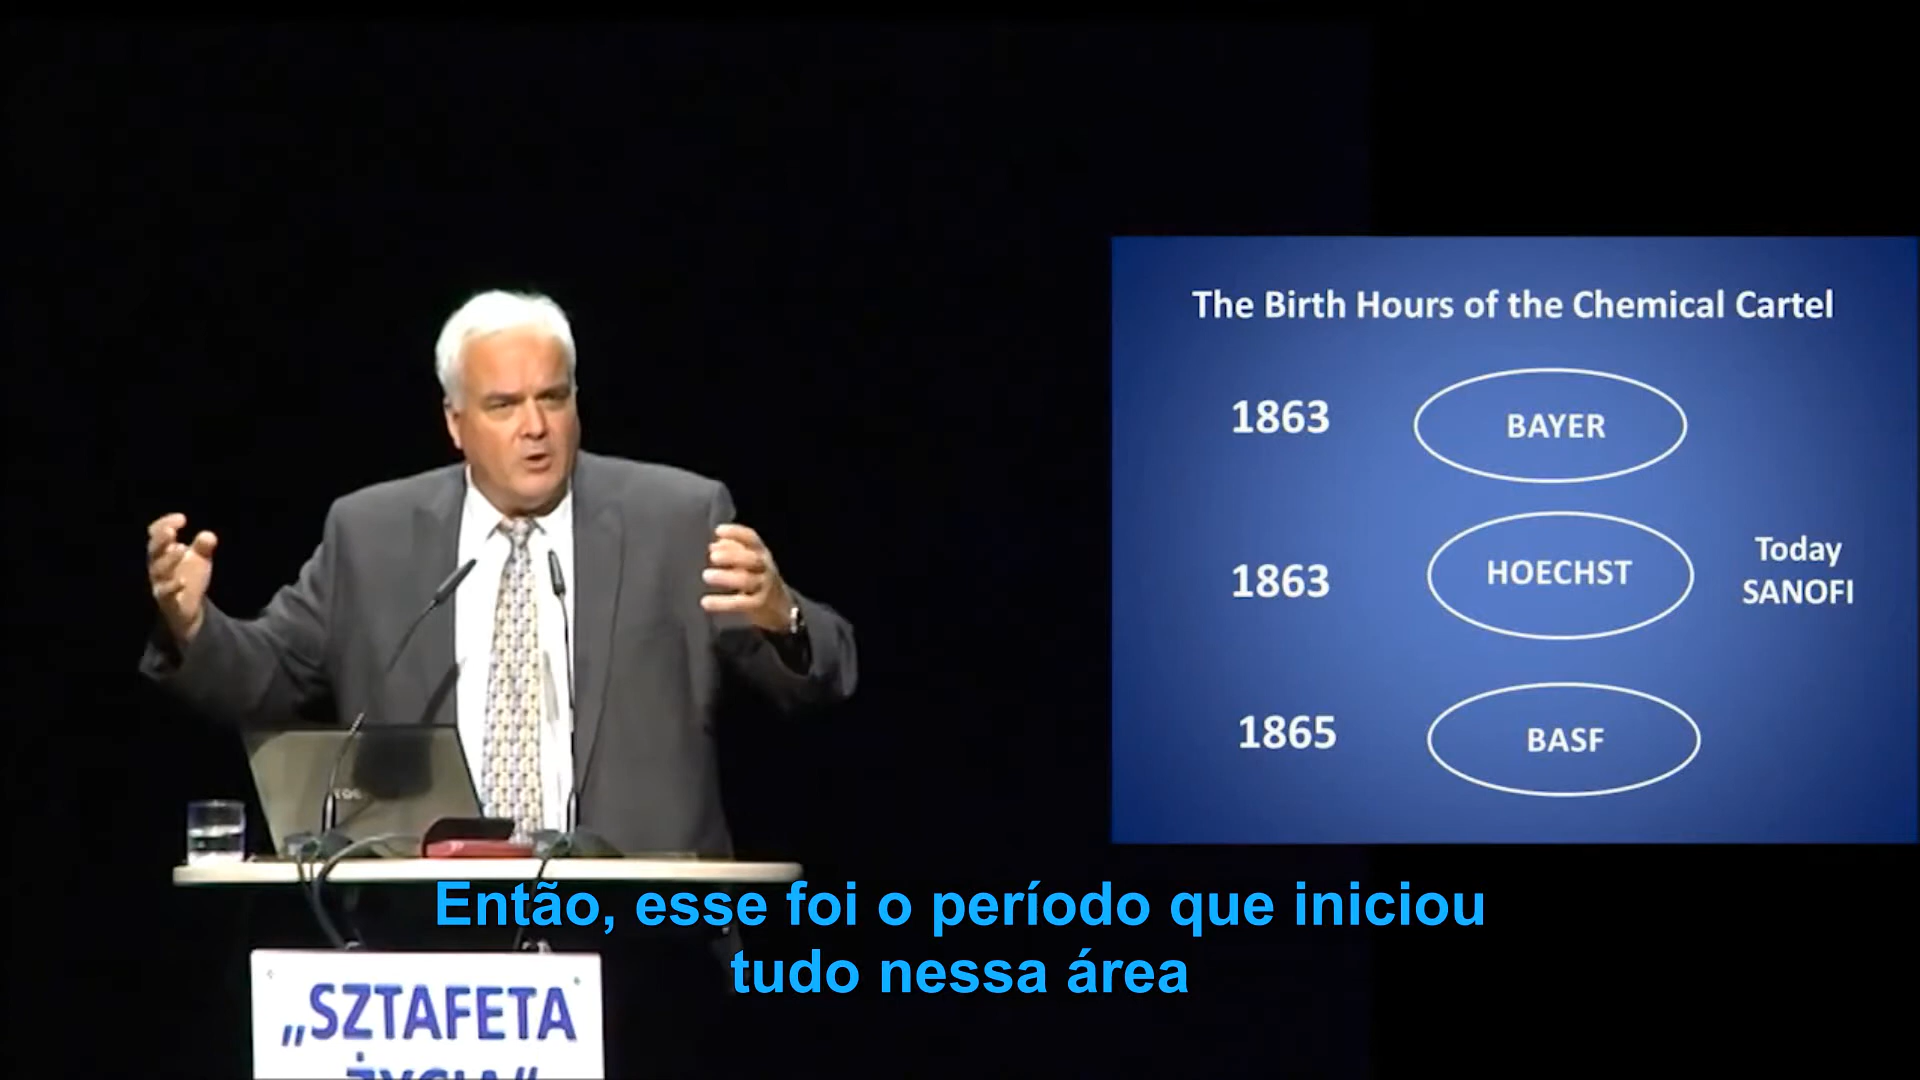 The Birth Hours of the Chemical Cartel
1863
BAYER
1863
HOECHST
Today
SANOFI
1865
BASF
Então, esse foi o período que iniciou
tudo nessa área
„SZTAFETA
ŻYCIA“